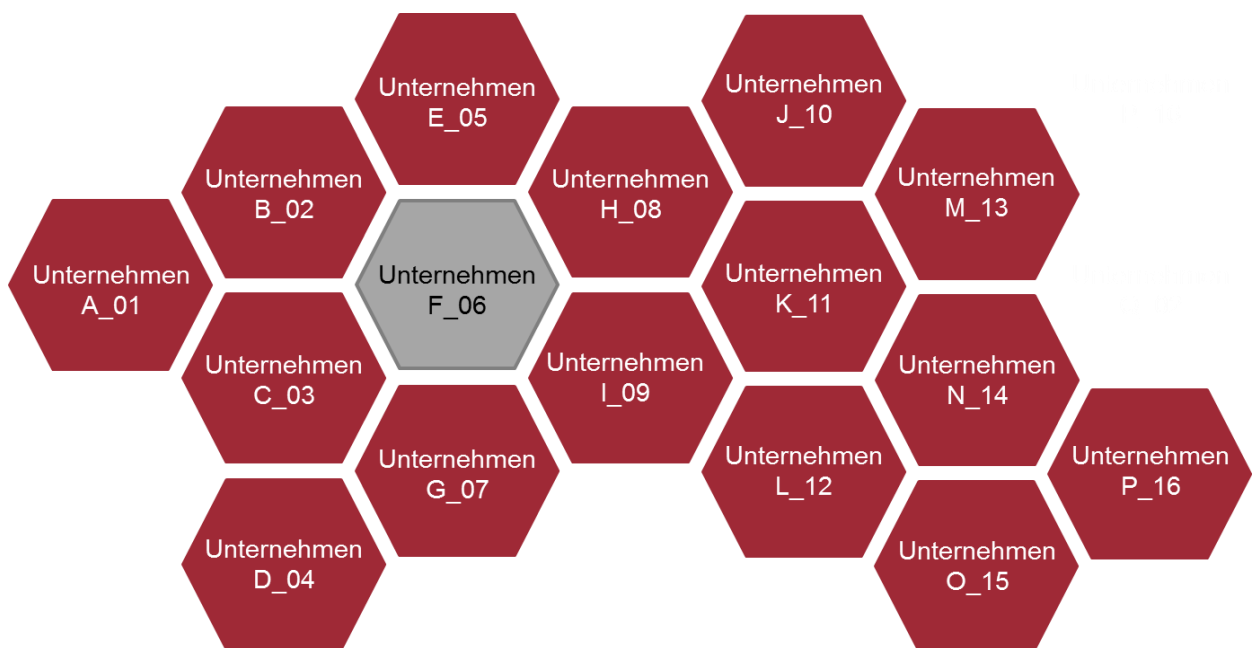 Unternehmen
E_05
Unternehmen
J_10
Unternehmen
B_02
Unternehmen
H_08
Unternehmen
M_13
Unternehmen
A_01
Unternehmen
F_06
Unternehmen
K_11
Unternehmen
C_03
Unternehmen
I_09
Unternehmen
N_14
Unternehmen
G_07
Unternehmen
L_12
Unternehmen
P_16
Unternehmen
D_04
Unternehmen
O_15